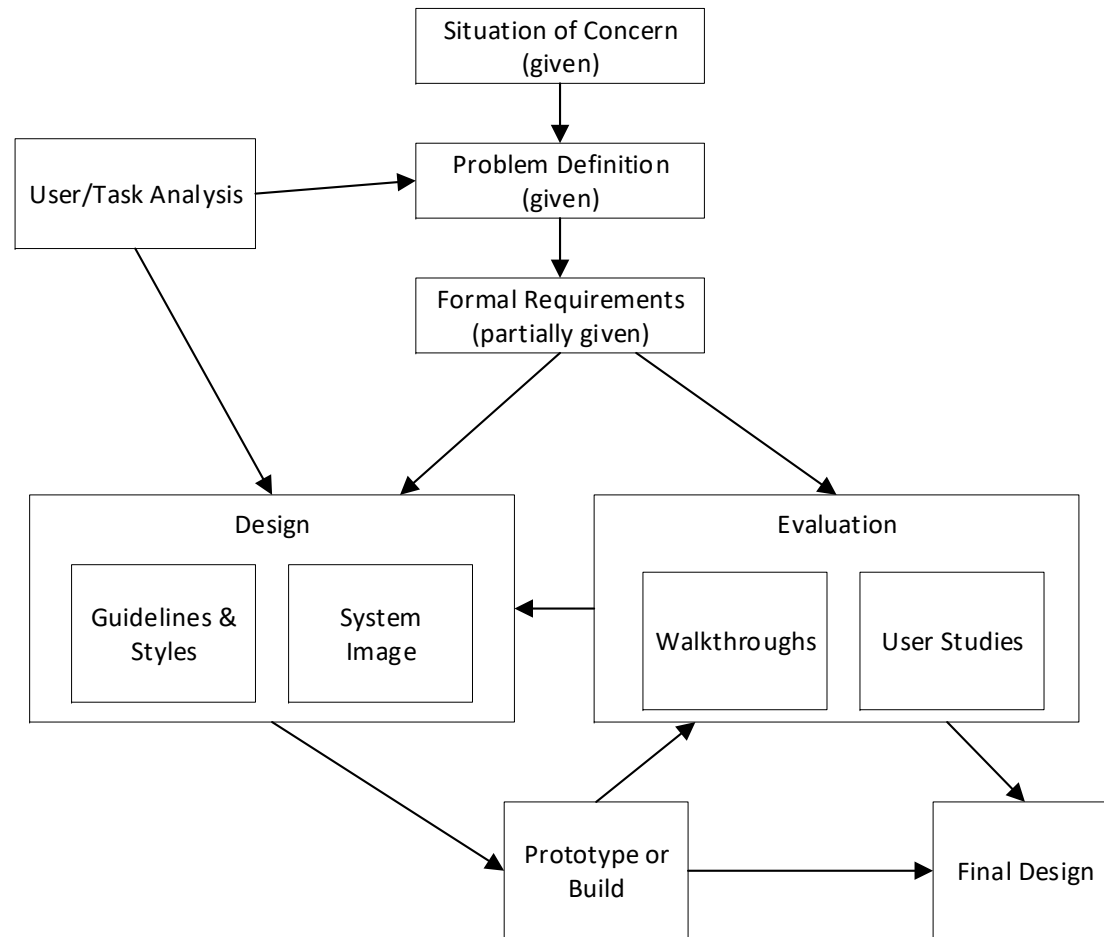 Situation of Concern
(given)
User/Task Analysis
Problem Definition
(given)
Formal Requirements
(partially given)
Design
Guidelines &
Styles
System
Image
Evaluation
Walkthroughs
User Studies
Prototype or
Build
Final Design